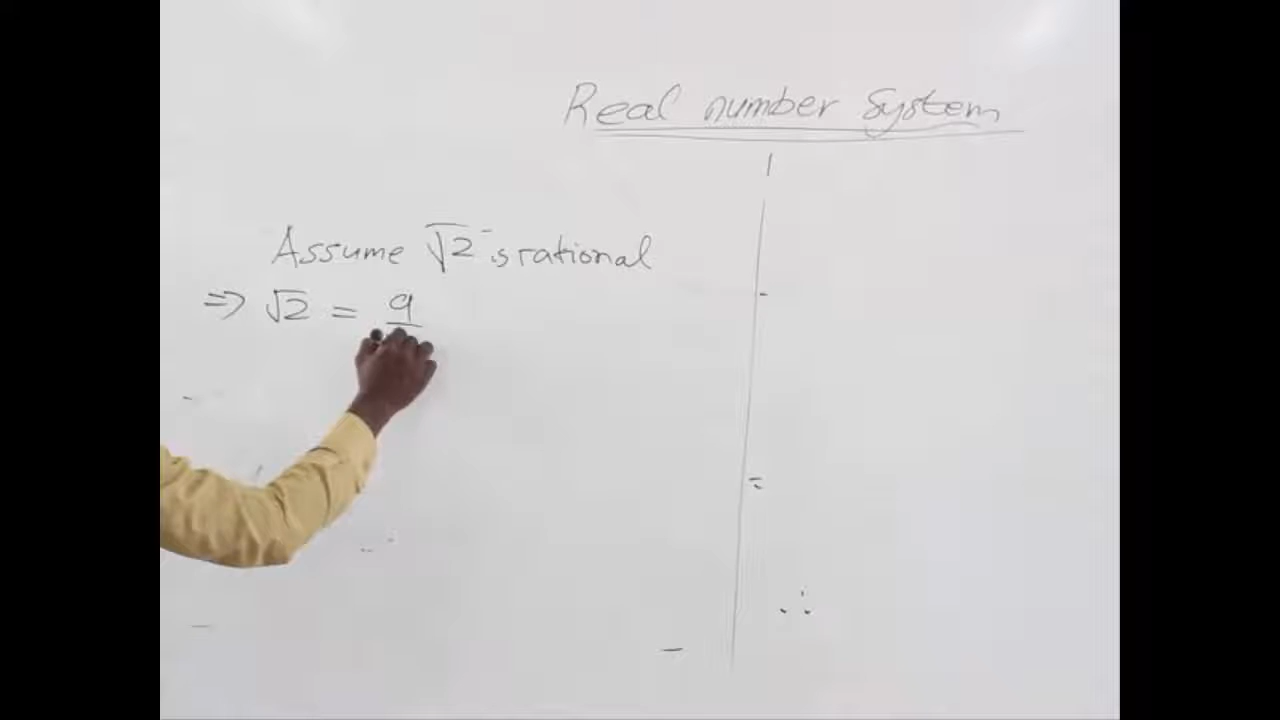 Real number System
Assume √2 is rational
⇒ √2 = a
∴